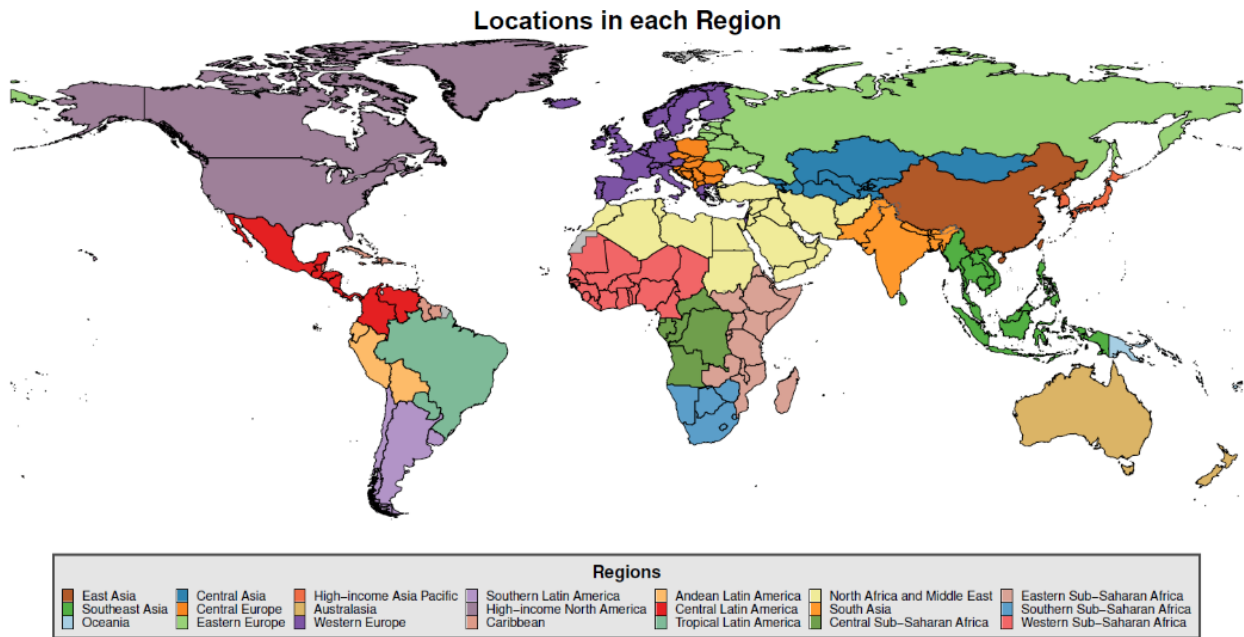 Locations in each Region
Regions
East Asia
Southeast Asia
Oceania
Central Asia
Central Europe
Eastern Europe
High−income Asia Pacific
Australasia
Western Europe
Southern Latin America
High−income North America
Caribbean
Andean Latin America
Central Latin America
Tropical Latin America
North Africa and Middle East
South Asia
Central Sub−Saharan Africa
Eastern Sub−Saharan Africa
Southern Sub−Saharan Africa
Western Sub−Saharan Africa